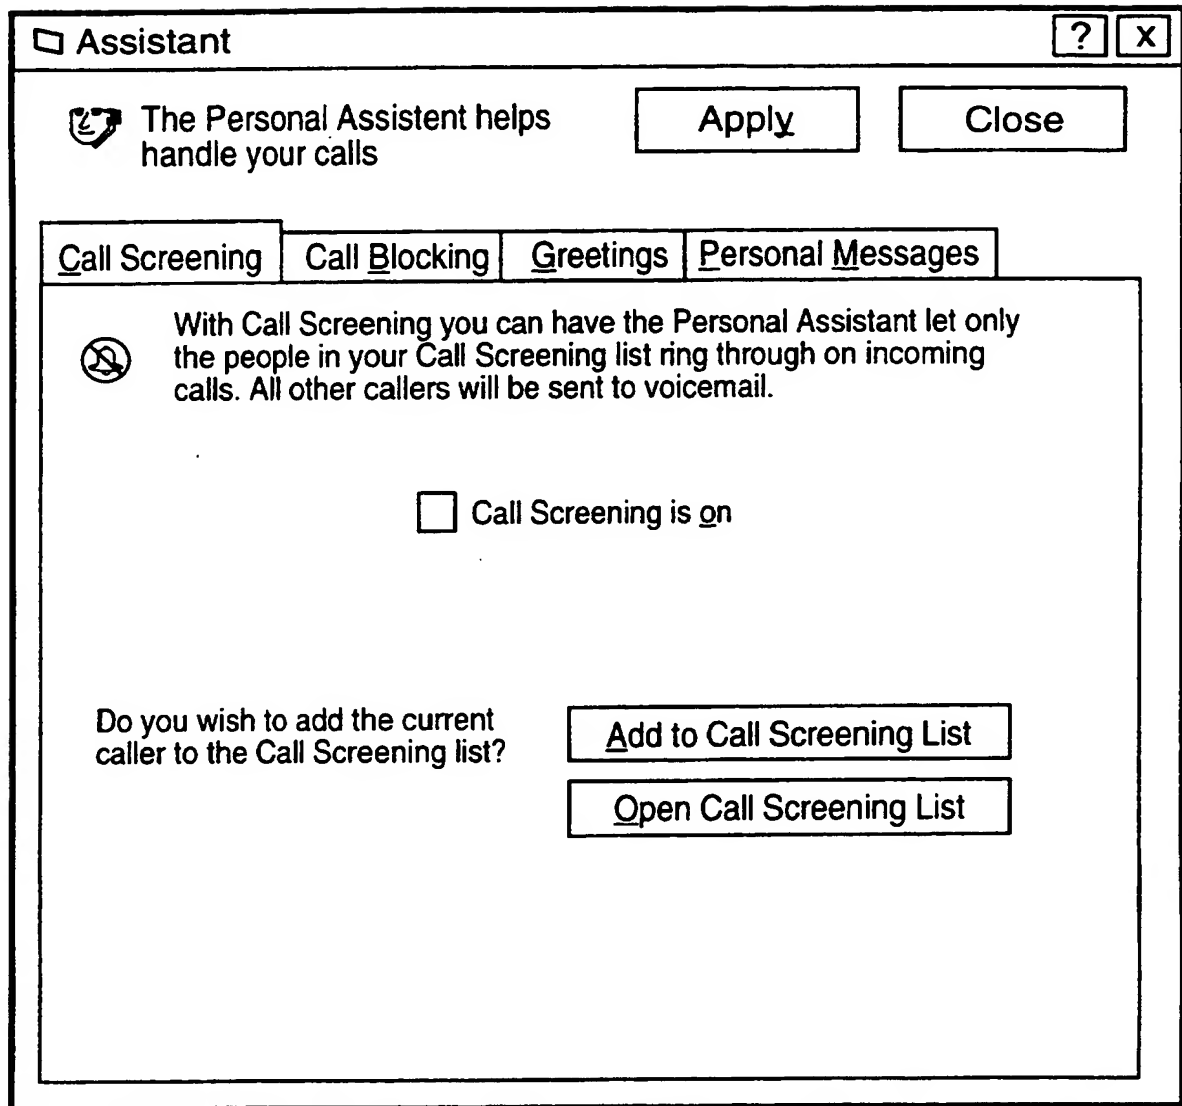 Assistant ? X
The Personal Assistent helps
handle your calls
Apply Close
Call Screening Call Blocking Greetings Personal Messages
With Call Screening you can have the Personal Assistant let only
the people in your Call Screening list ring through on incoming
calls. All other callers will be sent to voicemail.
Call Screening is on
Do you wish to add the current
caller to the Call Screening list?
Add to Call Screening List
Open Call Screening List